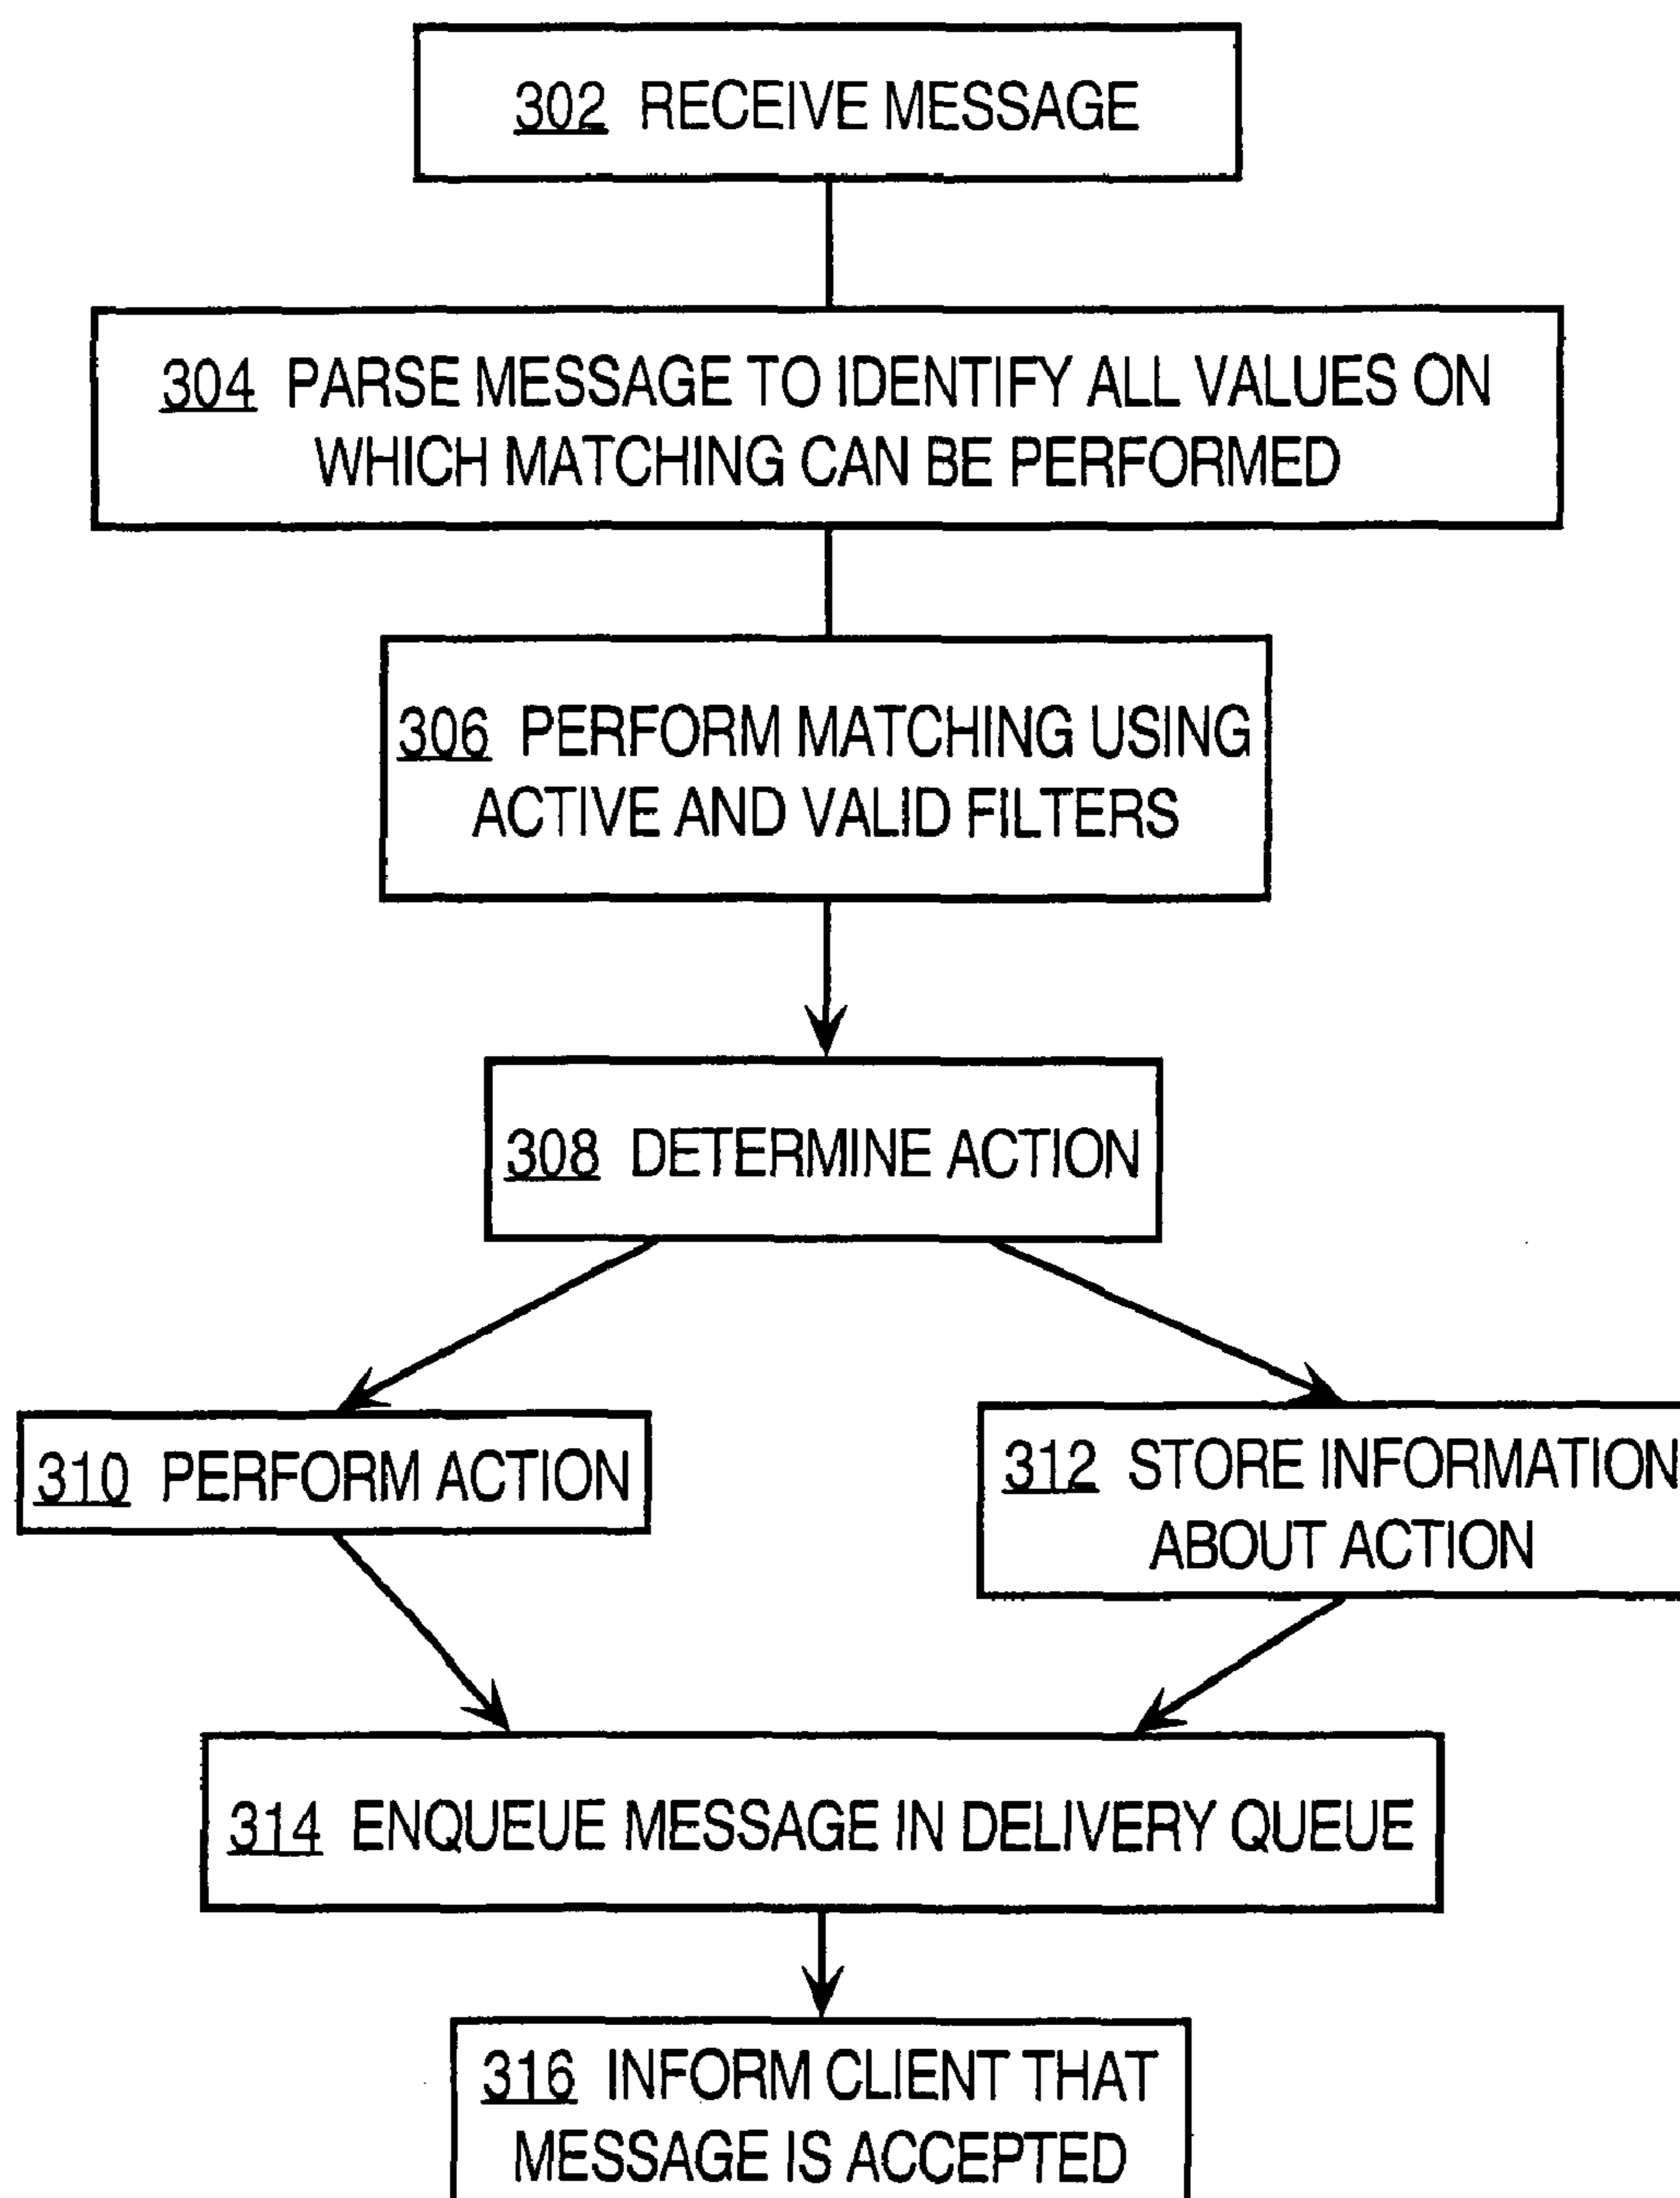 302 RECEIVE MESSAGE
304 PARSE MESSAGE TO IDENTIFY ALL VALUES ON
WHICH MATCHING CAN BE PERFORMED
306 PERFORM MATCHING USING
ACTIVE AND VALID FILTERS
308 DETERMINE ACTION
310 PERFORM ACTION
312 STORE INFORMATION
ABOUT ACTION
314 ENQUEUE MESSAGE IN DELIVERY QUEUE
316 INFORM CLIENT THAT
MESSAGE IS ACCEPTED